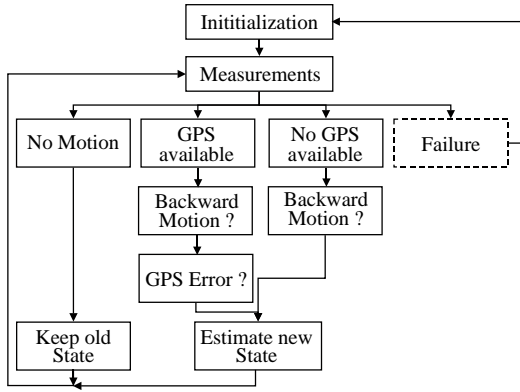 Inititialization
Measurements
No Motion
GPS
available
No GPS
available
Failure
Backward
Motion ?
Backward
Motion ?
GPS Error ?
Keep old
State
Estimate new
State